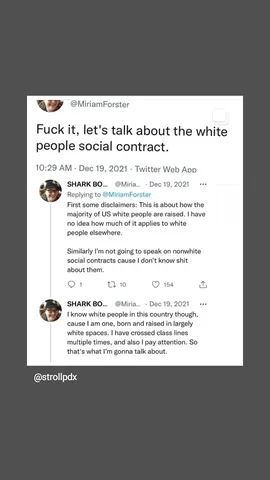 @MiriamForster
Fuck it, let's talk about the white
people social contract.
10:29 AM · Dec 19, 2021 · Twitter Web App
SHARK BO... @Miria... · Dec 19, 2021 ...
Replying to @MiriamForster
First some disclaimers: This is about how the
majority of US white people are raised. I have
no idea how much of it applies to white
people elsewhere.
Similarly I'm not going to speak on nonwhite
social contracts cause I don't know shit
about them.
1 10 154
SHARK BO... @Miria... · Dec 19, 2021 ...
I know white people in this country though,
cause I am one, born and raised in largely
white spaces. I have crossed class lines
multiple times, and also I pay attention. So
that's what I'm gonna talk about.
@strollpdx